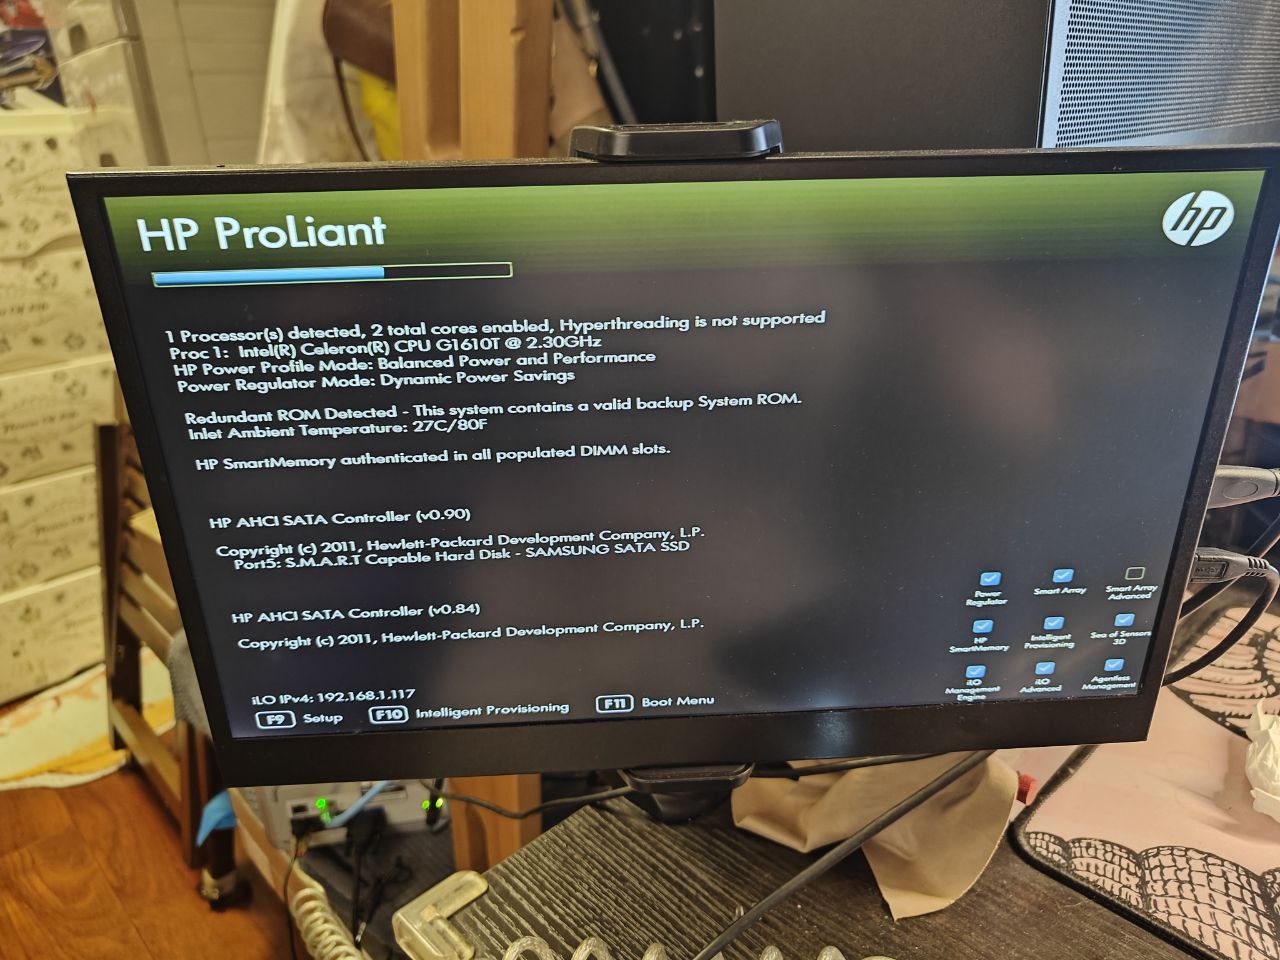 HP ProLiant
hp
1 Processor(s) detected, 2 total cores enabled, Hyperthreading is not supported
Proc 1: Intel(R) Celeron(R) CPU G1610T @ 2.30GHz
HP Power Profile Mode: Balanced Power and Performance
Power Regulator Mode: Dynamic Power Savings
Redundant ROM Detected - This system contains a valid backup System ROM.
Inlet Ambient Temperature: 27C/80F
HP SmartMemory authenticated in all populated DIMM slots.
HP AHCI SATA Controller (v0.90)
Copyright (c) 2011, Hewlett-Packard Development Company, L.P.
Port5: S.M.A.R.T Capable Hard Disk - SAMSUNG SATA SSD
HP AHCI SATA Controller (v0.84)
Copyright (c) 2011, Hewlett-Packard Development Company, L.P.
Power
Regulator
Smart Array
Smart Array
Advanced
HP
SmartMemory
Intelligent
Provisioning
Sea of Sensors
3D
iLO
Management
Engine
iLO
Advanced
Agentless
Management
iLO IPv4: 192.168.1.117
F9 Setup F10 Intelligent Provisioning F11 Boot Menu